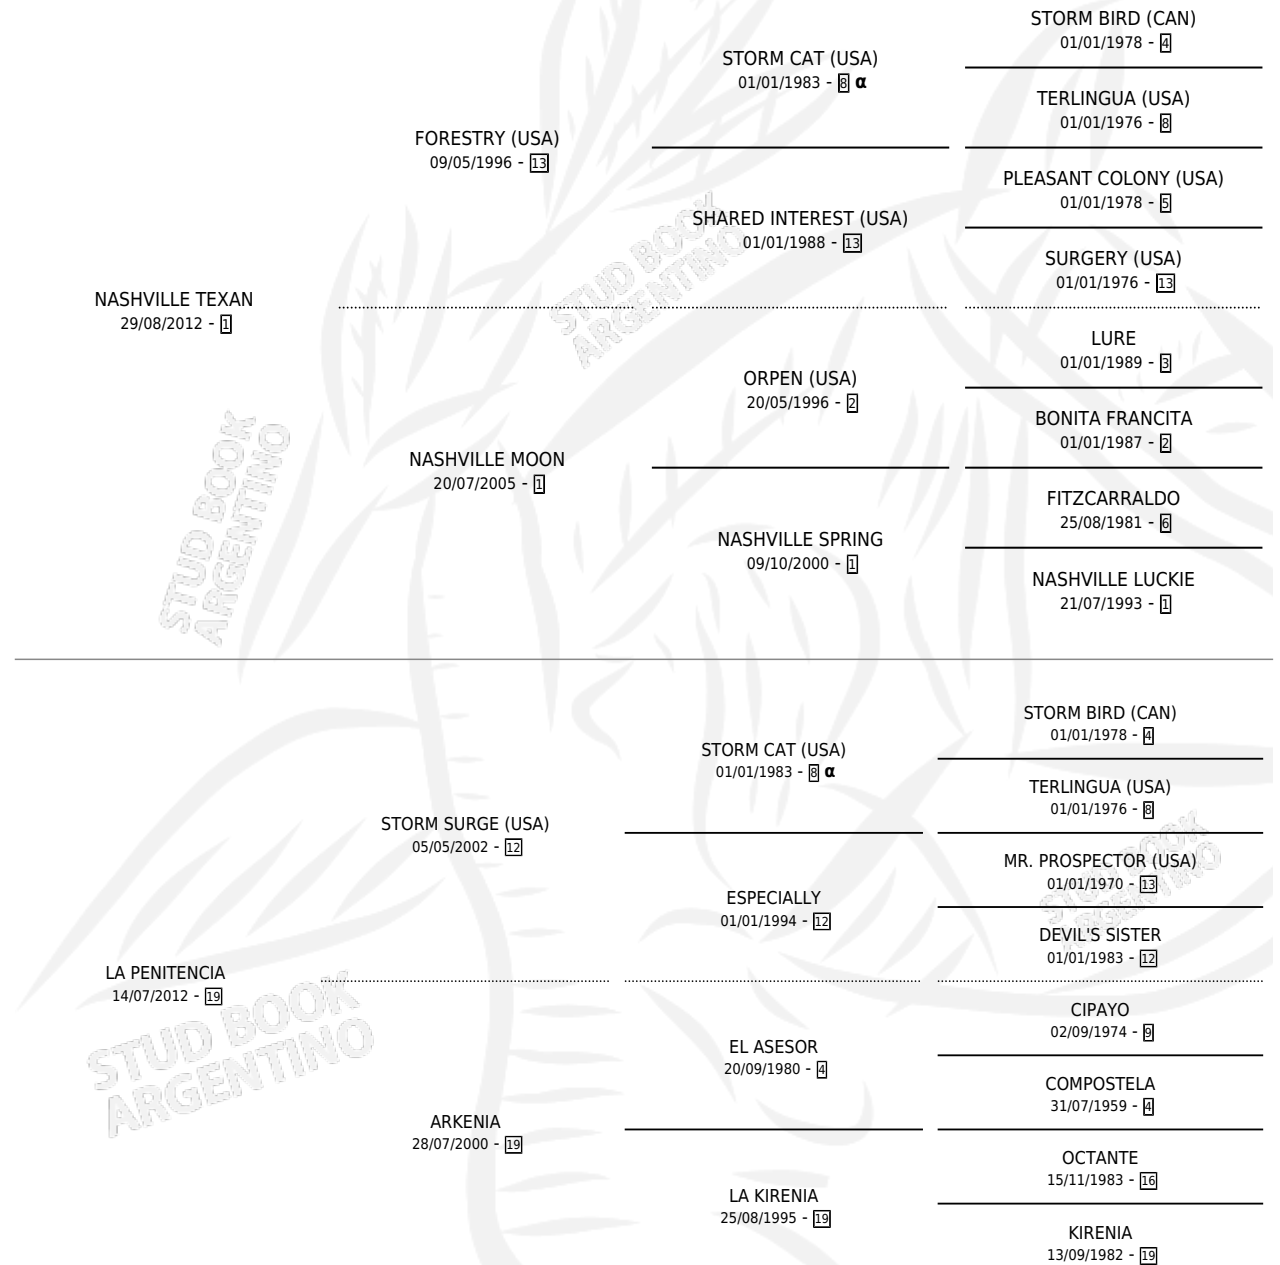 STORM BIRD (CAN)
01/01/1978 - 4
STORM CAT (USA)
01/01/1983 - 8 α
TERLINGUA (USA)
01/01/1976 - 8
FORESTRY (USA)
09/05/1996 - 13
PLEASANT COLONY (USA)
01/01/1978 - 5
SHARED INTEREST (USA)
01/01/1988 - 13
SURGERY (USA)
01/01/1976 - 13
NASHVILLE TEXAN
29/08/2012 - 1
LURE
01/01/1989 - 3
ORPEN (USA)
20/05/1996 - 2
BONITA FRANCITA
01/01/1987 - 2
NASHVILLE MOON
20/07/2005 - 1
FITZCARRALDO
25/08/1981 - 6
NASHVILLE SPRING
09/10/2000 - 1
NASHVILLE LUCKIE
21/07/1993 - 1
STORM BIRD (CAN)
01/01/1978 - 4
STORM CAT (USA)
01/01/1983 - 8 α
TERLINGUA (USA)
01/01/1976 - 8
STORM SURGE (USA)
05/05/2002 - 12
MR. PROSPECTOR (USA)
01/01/1970 - 13
ESPECIALLY
01/01/1994 - 12
DEVIL'S SISTER
01/01/1983 - 12
LA PENITENCIA
14/07/2012 - 19
CIPAYO
02/09/1974 - 9
EL ASESOR
20/09/1980 - 4
COMPOSTELA
31/07/1959 - 4
ARKENIA
28/07/2000 - 19
OCTANTE
15/11/1983 - 16
LA KIRENIA
25/08/1995 - 19
KIRENIA
13/09/1982 - 19
STUD BOOK
ARGENTINO
STUD BOOK
ARGENTINO
STUD BOOK
ARGENTINO
STUD BOOK
ARGENTINO